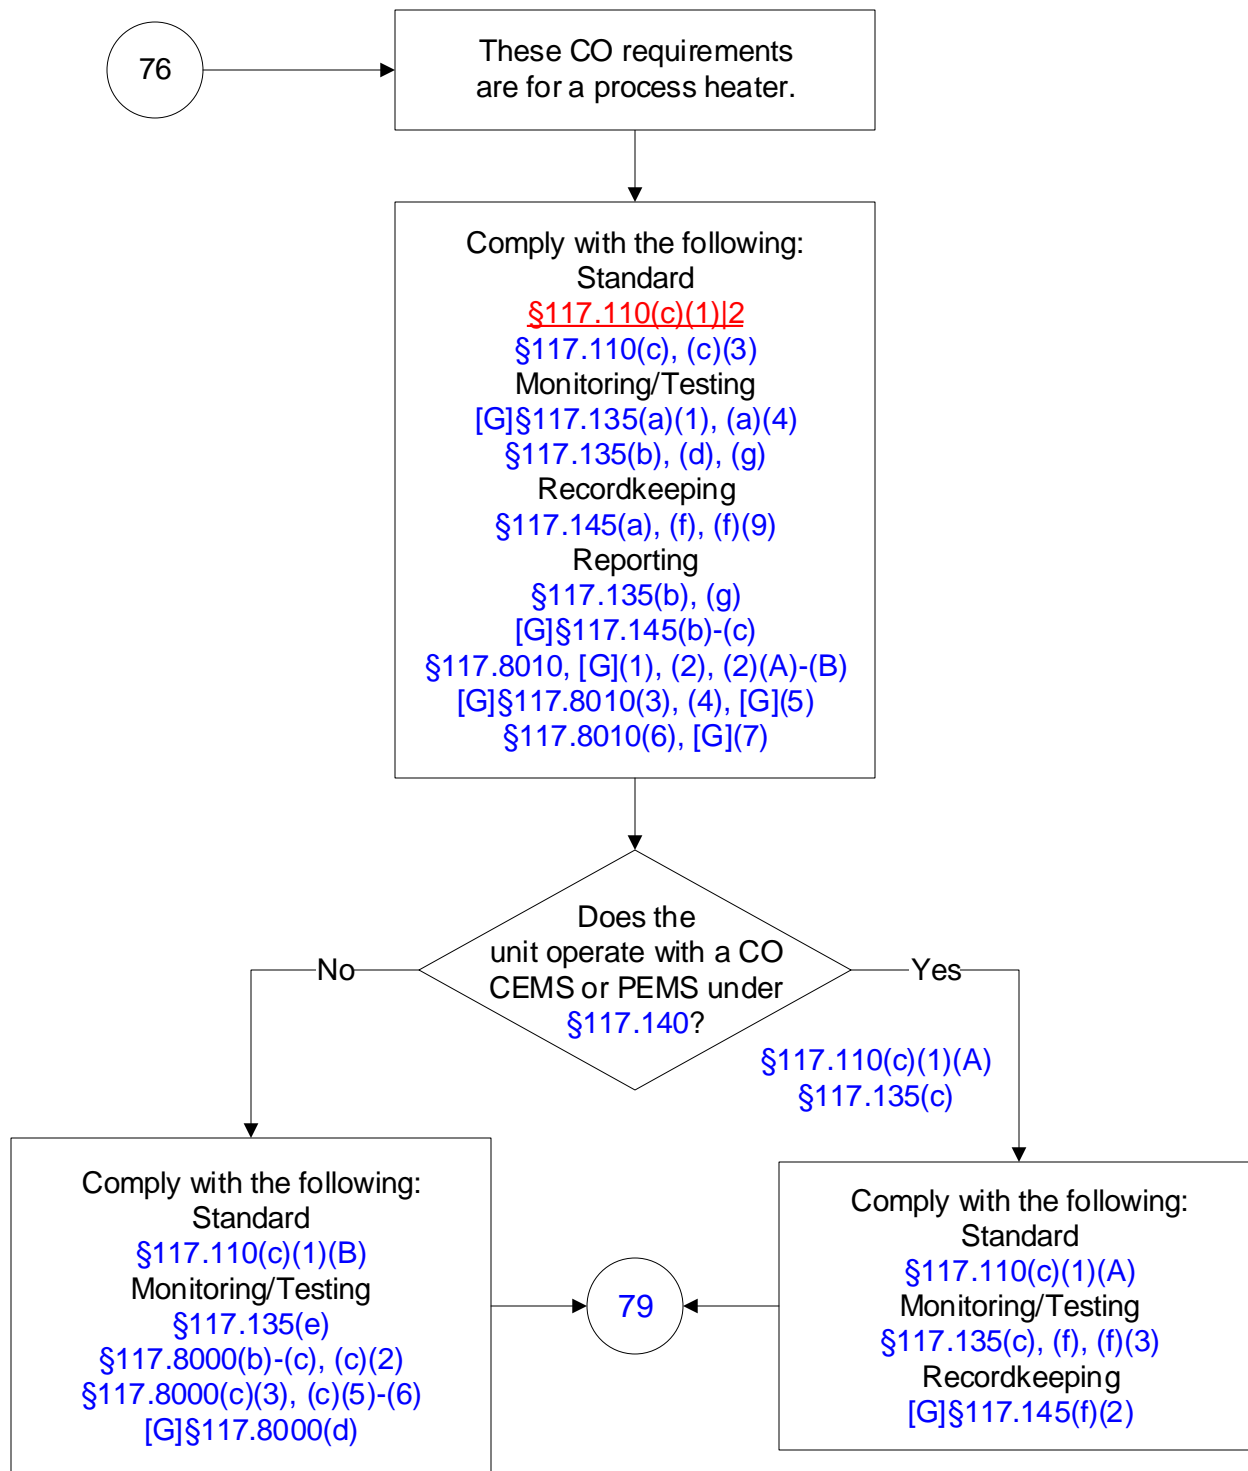 76
These CO requirements
are for a process heater.
Comply with the following:
Standard
§117.110(c)(1)|2
§117.110(c), (c)(3)
Monitoring/Testing
[G]§117.135(a)(1), (a)(4)
§117.135(b), (d), (g)
Recordkeeping
§117.145(a), (f), (f)(9)
Reporting
§117.135(b), (g)
[G]§117.145(b)-(c)
§117.8010, [G](1), (2), (2)(A)-(B)
[G]§117.8010(3), (4), [G](5)
§117.8010(6), [G](7)
Does the
unit operate with a CO
CEMS or PEMS under
§117.140?
No
Yes
§117.110(c)(1)(A)
§117.135(c)
Comply with the following:
Standard
§117.110(c)(1)(B)
Monitoring/Testing
§117.135(e)
§117.8000(b)-(c), (c)(2)
§117.8000(c)(3), (c)(5)-(6)
[G]§117.8000(d)
79
Comply with the following:
Standard
§117.110(c)(1)(A)
Monitoring/Testing
§117.135(c), (f), (f)(3)
Recordkeeping
[G]§117.145(f)(2)